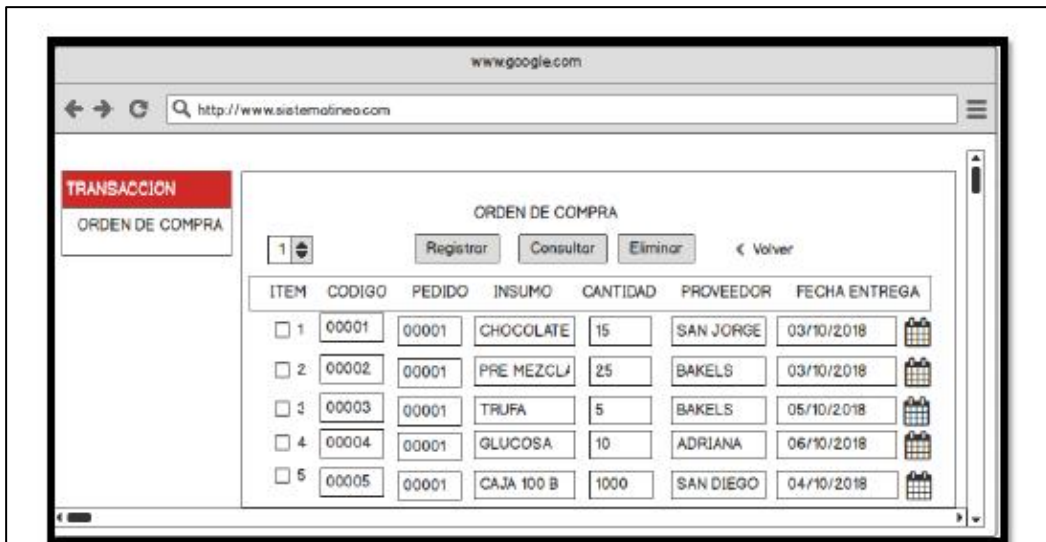 www.google.com
http://www.sistematineo.com
TRANSACCION
ORDEN DE COMPRA
ORDEN DE COMPRA
1 Registrar Consultar Eliminar < Volver
ITEM CODIGO PEDIDO INSUMO CANTIDAD PROVEEDOR FECHA ENTREGA
1 00001 00001 CHOCOLATE 15 SAN JORGE 03/10/2018
2 00002 00001 PRE MEZCLA 25 BAKELS 03/10/2018
3 00003 00001 TRUFA 5 BAKELS 05/10/2018
4 00004 00001 GLUCOSA 10 ADRIANA 06/10/2018
5 00005 00001 CAJA 100 B 1000 SAN DIEGO 04/10/2018